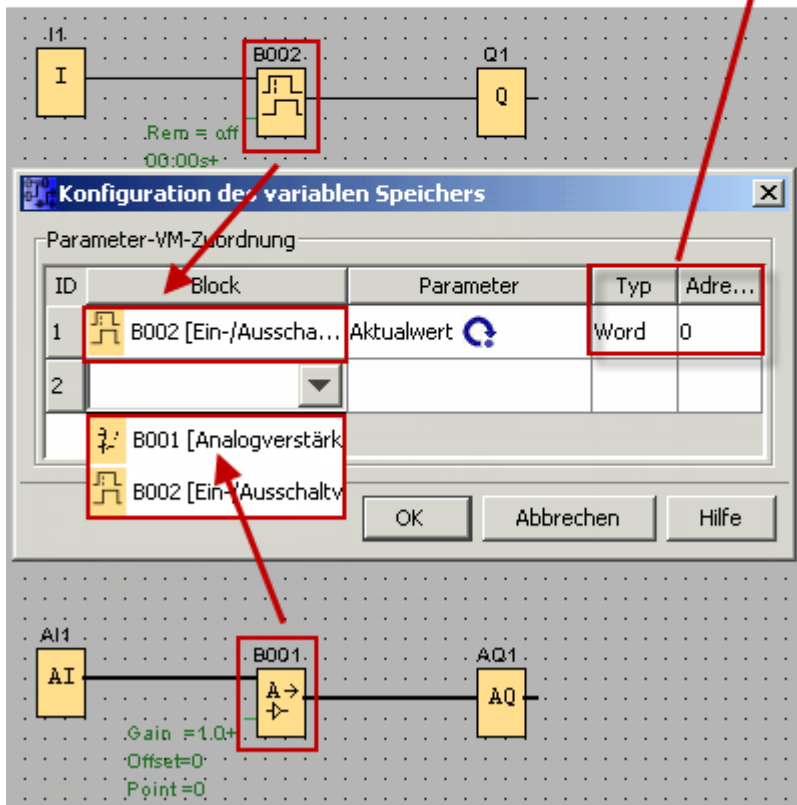 I1
B002
Q1
I
Q
Rem = off
00:00s+
Konfiguration des variablen Speichers
Parameter-VM-Zuordnung
ID Block Parameter Typ Adre...
1 B002 [Ein-/Ausscha... Aktualwert Word 0
2
B001 [Analogverstärk
B002 [Ein-/Ausschaltv
OK Abbrechen Hilfe
AI1
B001
AQ1
AI
A→
AQ
Gain =1.0+
Offset=0
Point=0